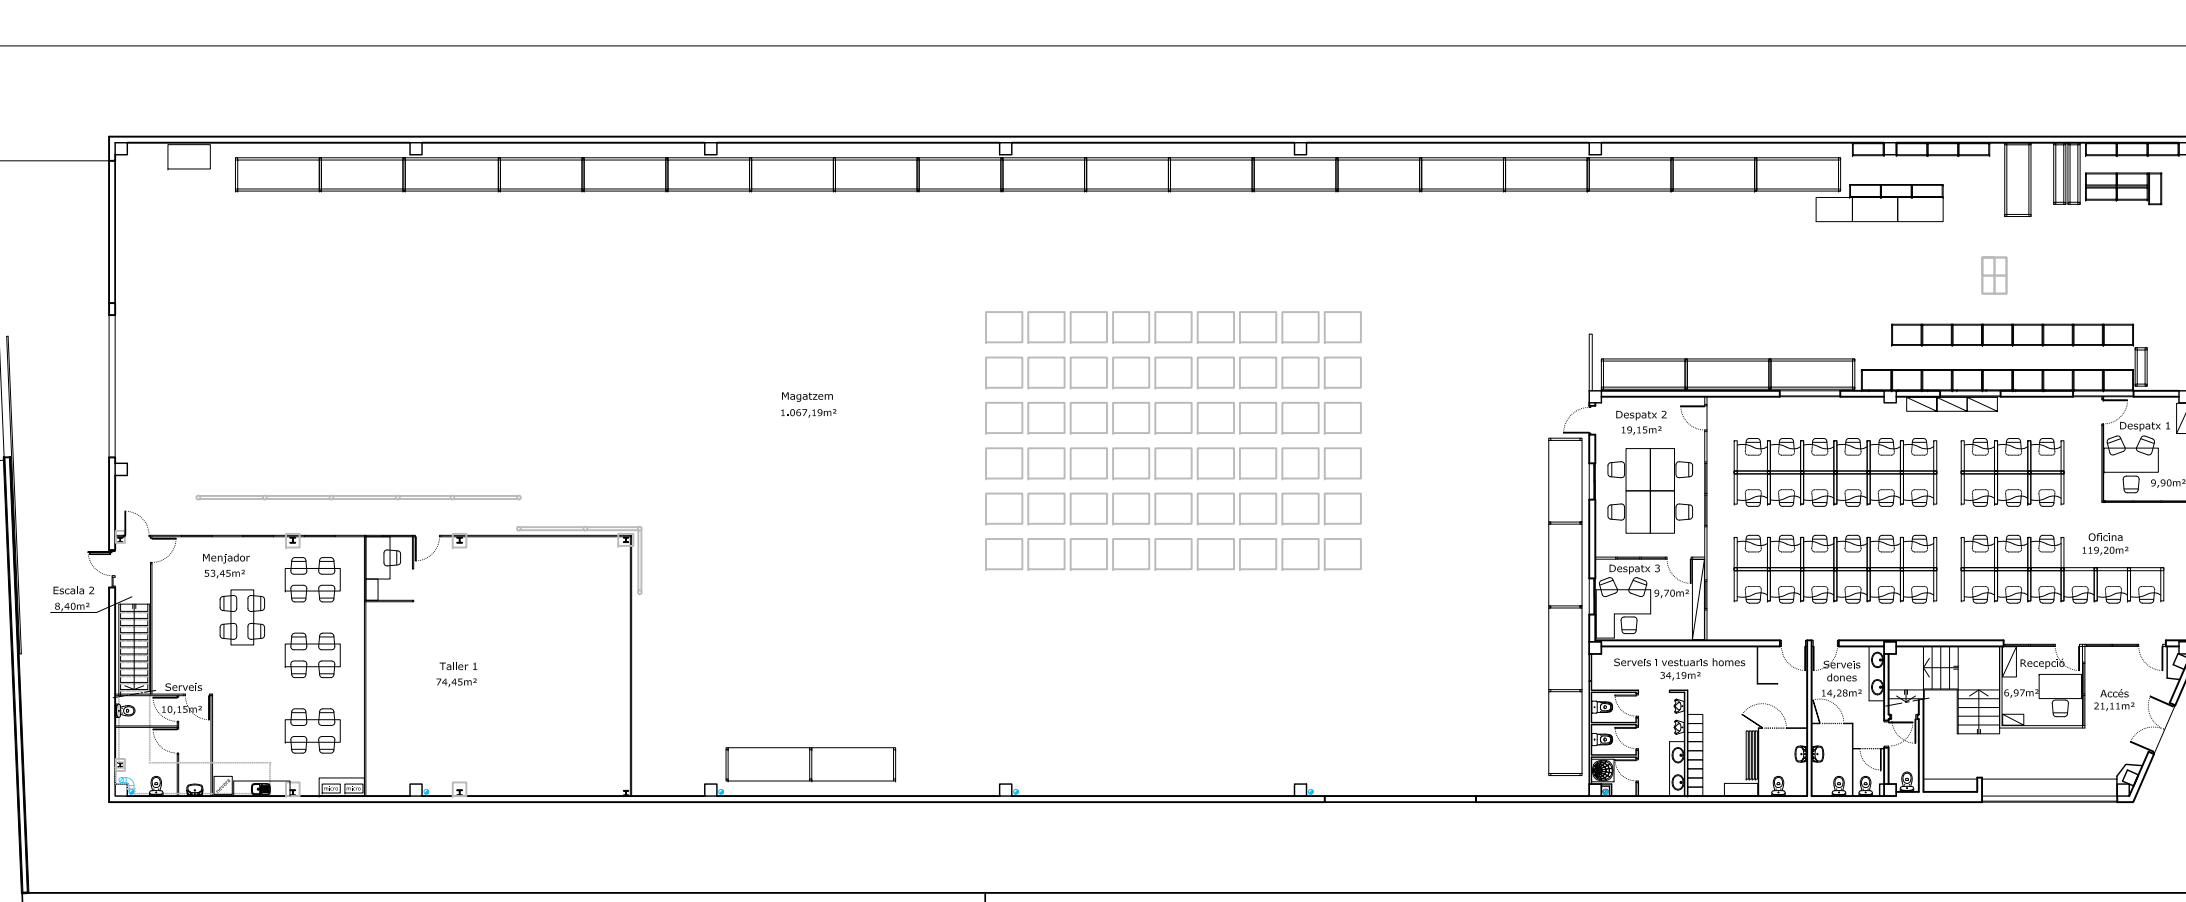 Magatzem
1.067,19m²
Despatx 2
19,15m²
Despatx 1
9,90m²
Oficina
119,20m²
Menjador
53,45m²
Escala 2
8,40m²
Despatx 3
9,70m²
Taller 1
74,45m²
Serveis
10,15m²
Serveis i vestuaris homes
34,19m²
Serveis
dones
14,28m²
Recepció
6,97m²
Accés
21,11m²
micro
micro